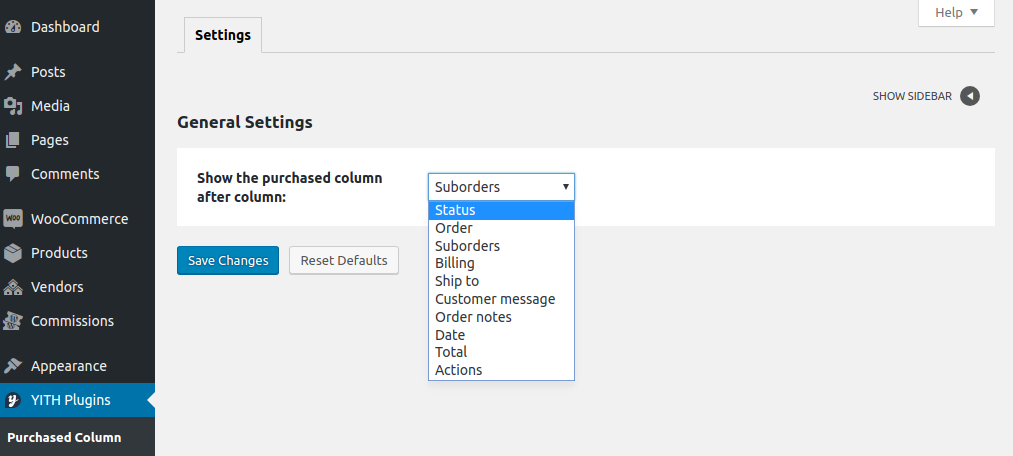 Dashboard
Posts
Media
Pages
Comments
WOO
WooCommerce
Products
Vendors
Commissions
Appearance
YITH Plugins
Purchased Column
Help
Settings
SHOW SIDEBAR
General Settings
Show the purchased column
after column:
Suborders
Status
Order
Suborders
Billing
Ship to
Customer message
Order notes
Date
Total
Actions
Save Changes
Reset Defaults